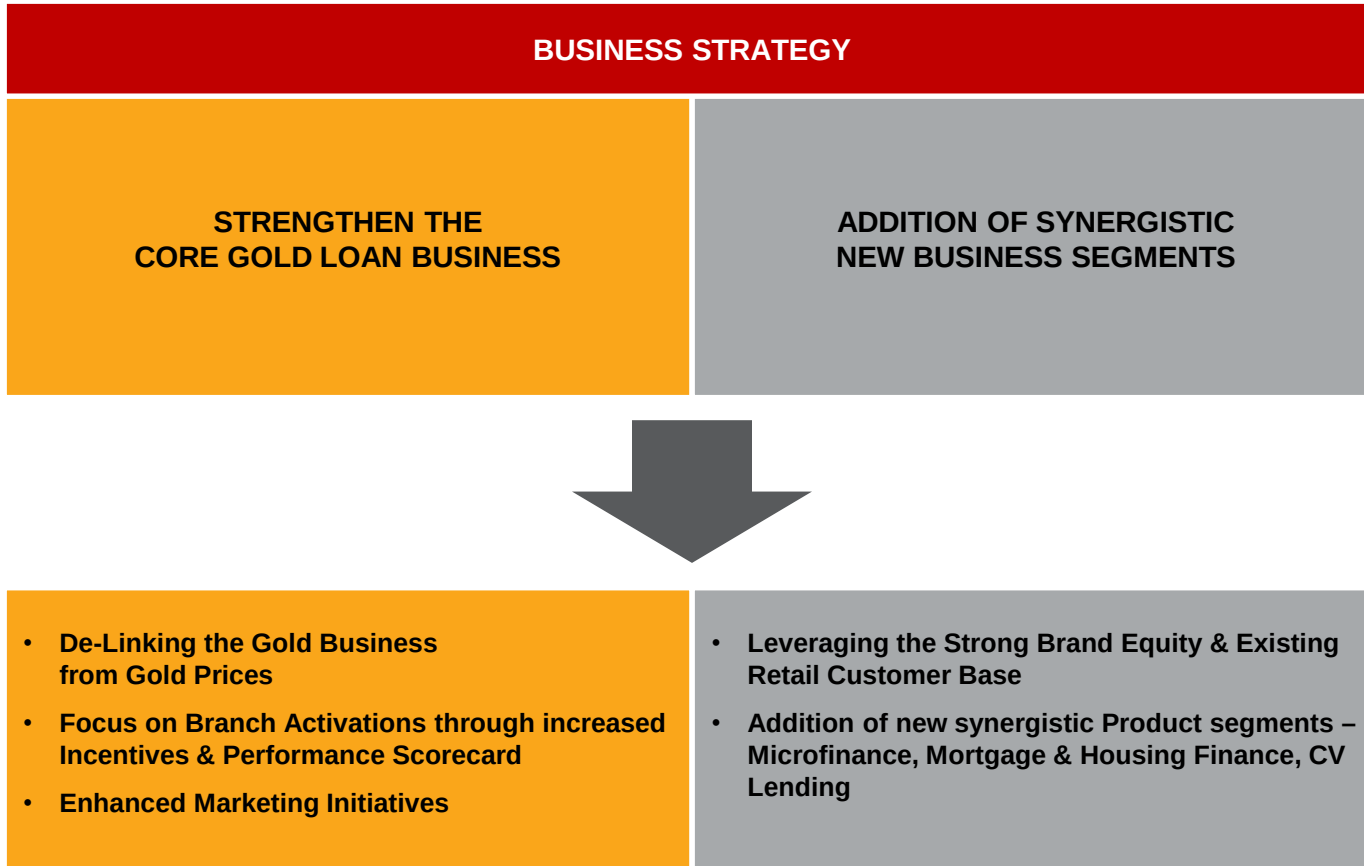 BUSINESS STRATEGY
STRENGTHEN THE
CORE GOLD LOAN BUSINESS
ADDITION OF SYNERGISTIC
NEW BUSINESS SEGMENTS
• De-Linking the Gold Business
from Gold Prices
• Focus on Branch Activations through increased
Incentives & Performance Scorecard
• Enhanced Marketing Initiatives
• Leveraging the Strong Brand Equity & Existing
Retail Customer Base
• Addition of new synergistic Product segments –
Microfinance, Mortgage & Housing Finance, CV
Lending